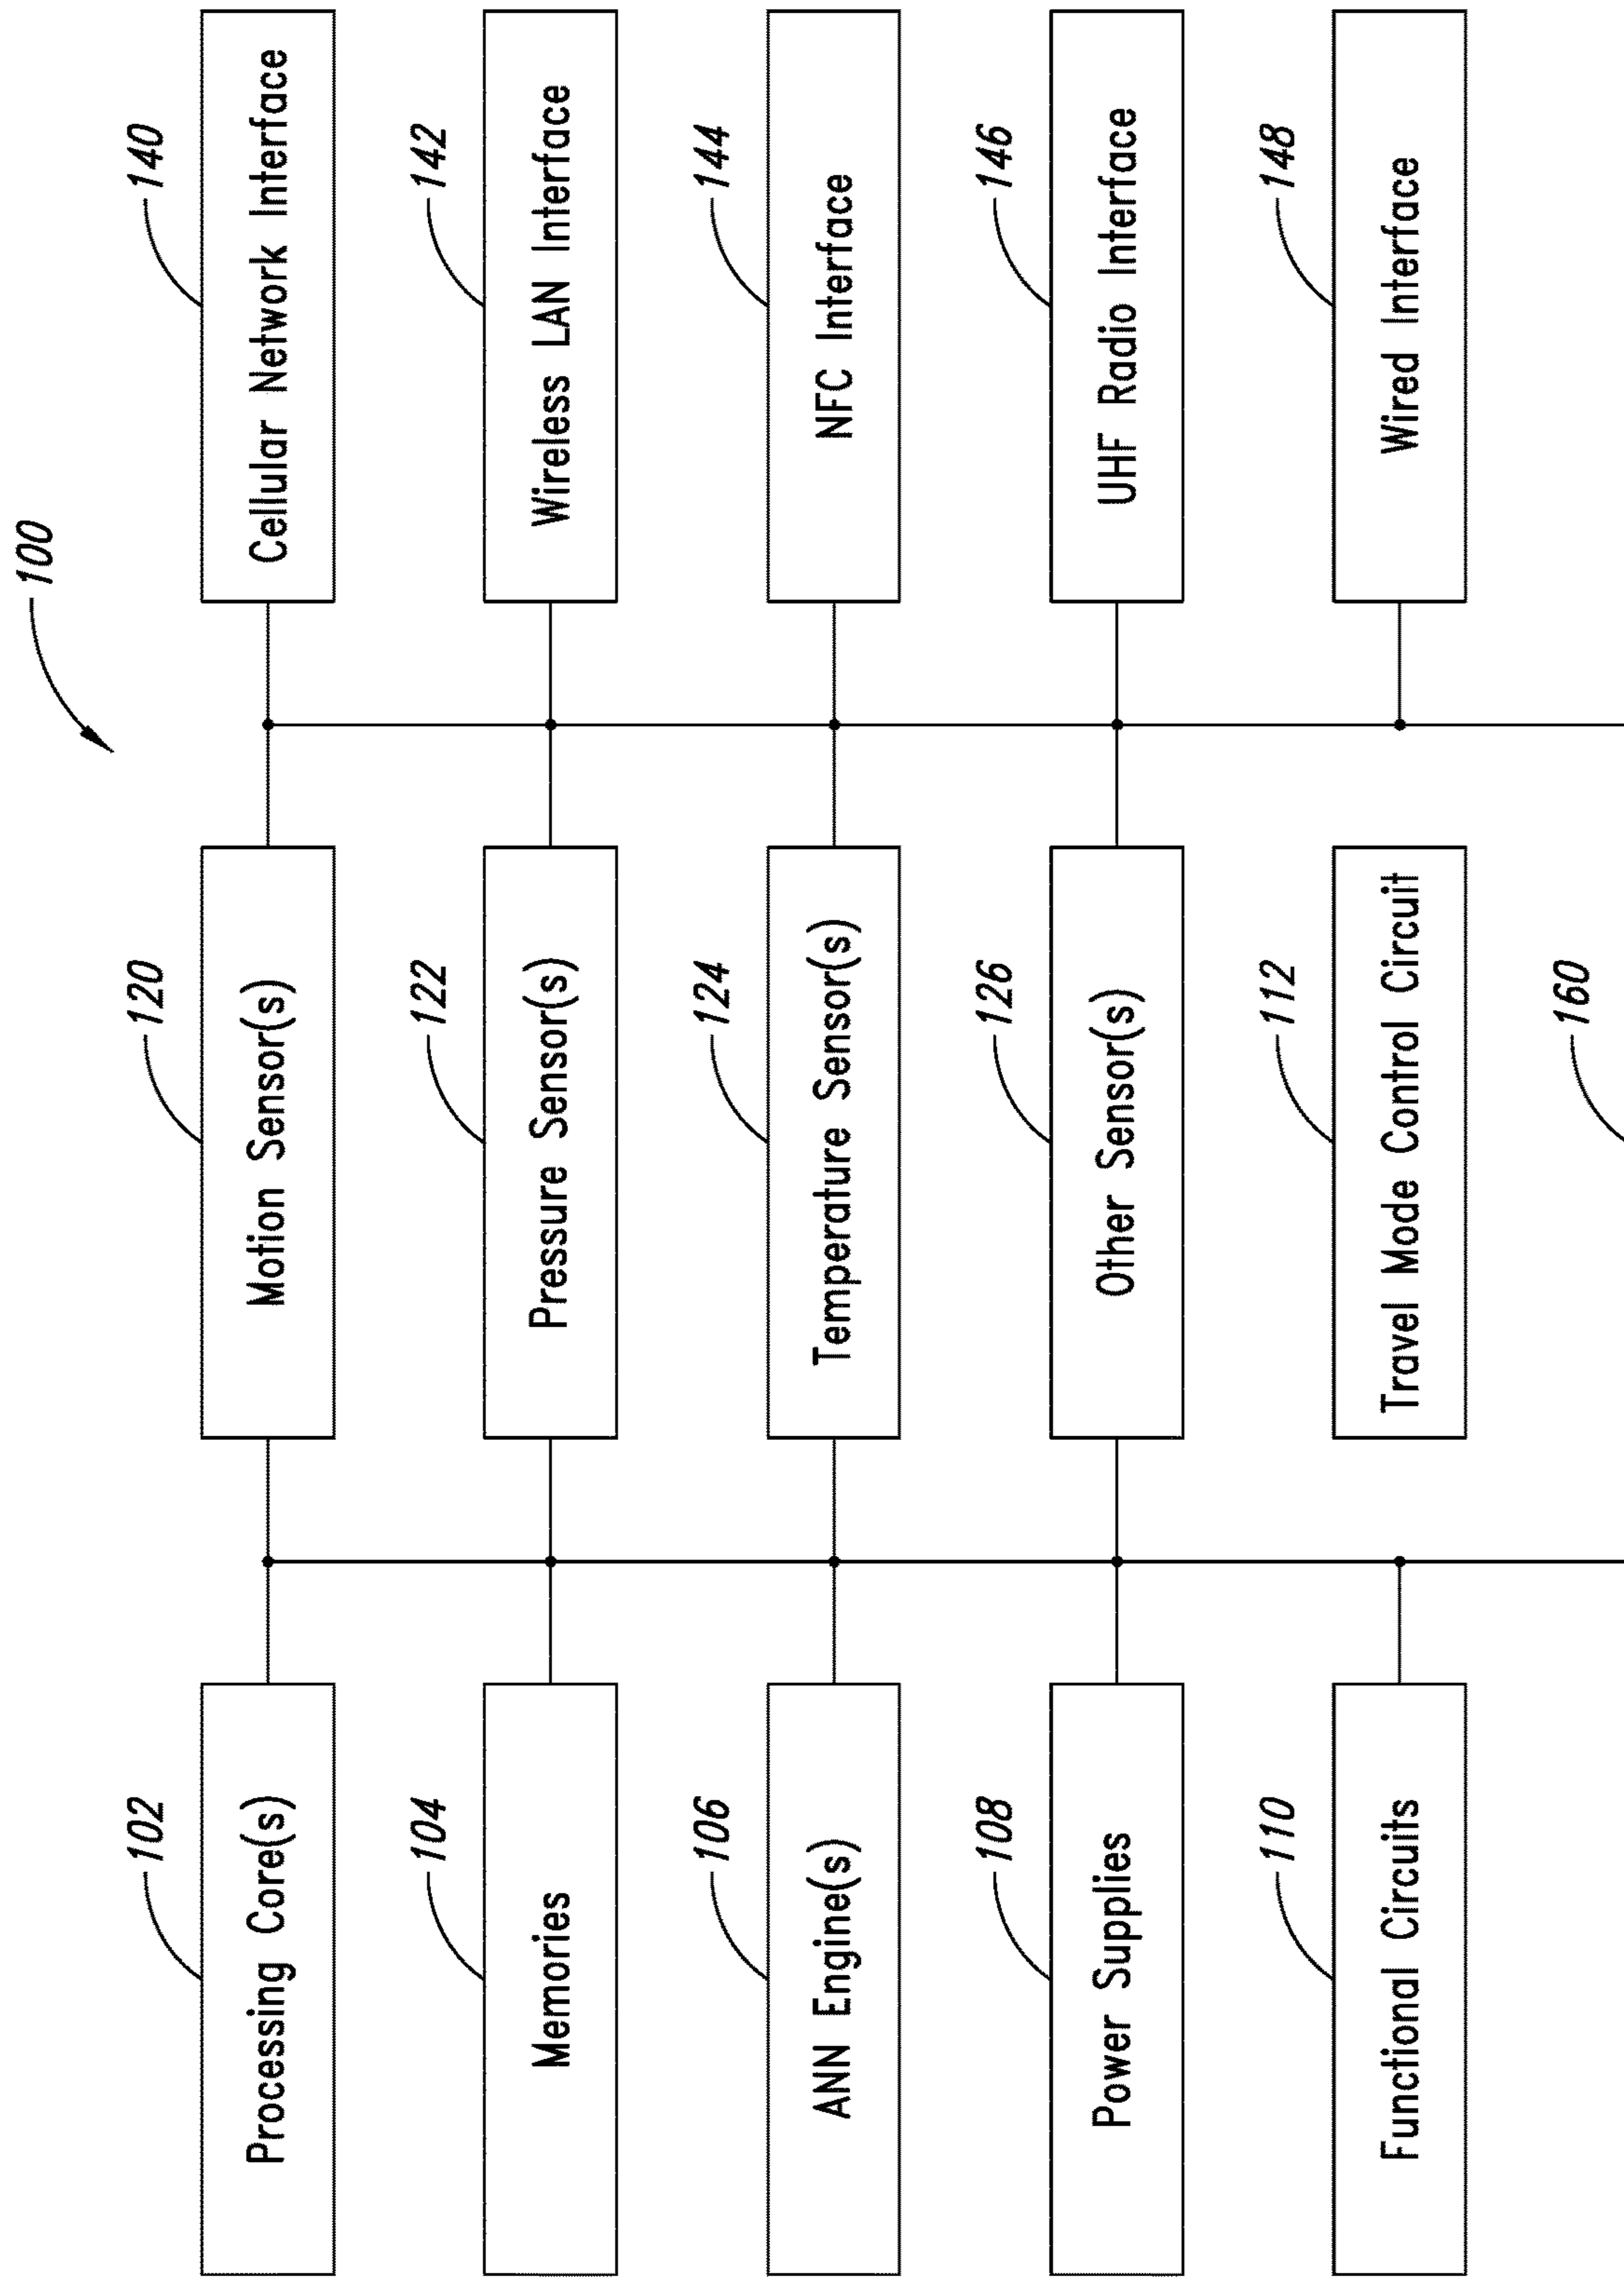 100
102
Processing Core(s)
120
Motion Sensor(s)
140
Cellular Network Interface
104
Memories
122
Pressure Sensor(s)
142
Wireless LAN Interface
106
ANN Engine(s)
124
Temperature Sensor(s)
144
NFC Interface
108
Power Supplies
126
Other Sensor(s)
146
UHF Radio Interface
110
Functional Circuits
112
Travel Mode Control Circuit
148
Wired Interface
160